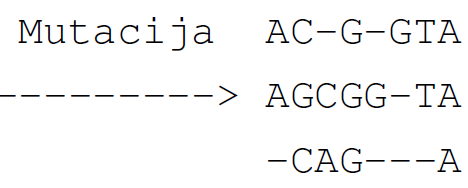 Mutacija AC-G-GTA
---------> AGCGG-TA
-CAG---A